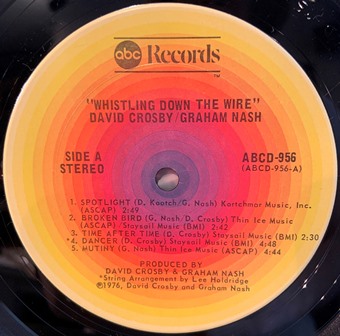 abc Records
TM
"WHISTLING DOWN THE WIRE"
DAVID CROSBY/GRAHAM NASH
SIDE A
STEREO
ABCD-956
(ABCD-956-A)
1. SPOTLIGHT (D. Kootch/G. Nash) Kortchmar Music, Inc.
(ASCAP) 2:49
2. BROKEN BIRD (G. Nash/D. Crosby) Thin Ice Music
(ASCAP)/Staysail Music (BMI) 2:42
3. TIME AFTER TIME (D. Crosby) Staysail Music (BMI) 2:30
*4. DANCER (D. Crosby) Staysail Music (BMI) 4:48
5. MUTINY (G. Nash) Thin Ice Music (ASCAP) 4:44
PRODUCED BY
DAVID CROSBY & GRAHAM NASH
*String Arrangement by Lee Holdridge
℗1976, David Crosby and Graham Nash